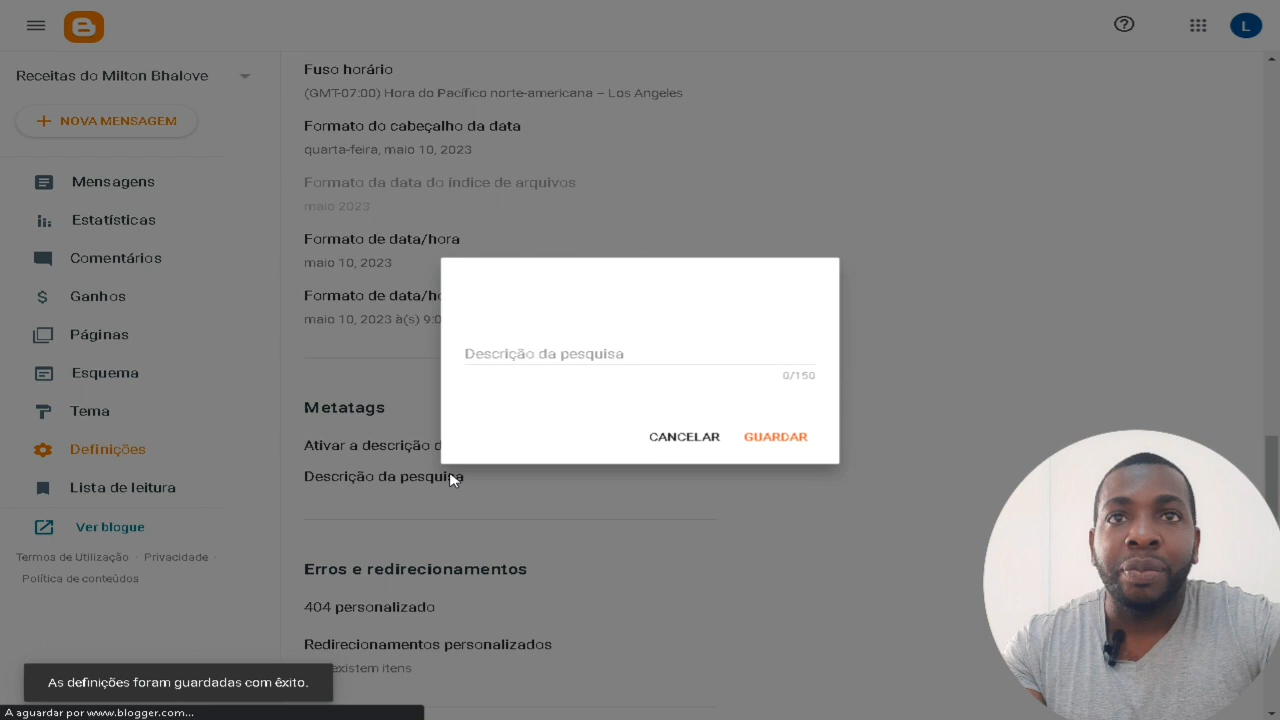 L
Receitas do Milton Bhalove
NOVA MENSAGEM
Mensagens
Estatísticas
Comentários
Ganhos
Páginas
Esquema
Tema
Definições
Lista de leitura
Ver blogue
Termos de Utilização · Privacidade ·
Política de conteúdos
Fuso horário
(GMT-07:00) Hora do Pacífico norte-americana – Los Angeles
Formato do cabeçalho da data
quarta-feira, maio 10, 2023
Formato da data do índice de arquivos
maio 2023
Formato de data/hora
maio 10, 2023
Formato de data/ho
maio 10, 2023 à(s) 9:0
Metatags
Ativar a descrição d
Descrição da pesquisa
Erros e redirecionamentos
404 personalizado
Redirecionamentos personalizados
existem itens
Descrição da pesquisa
0/150
CANCELAR GUARDAR
As definições foram guardadas com êxito.
A aguardar por www.blogger.com...